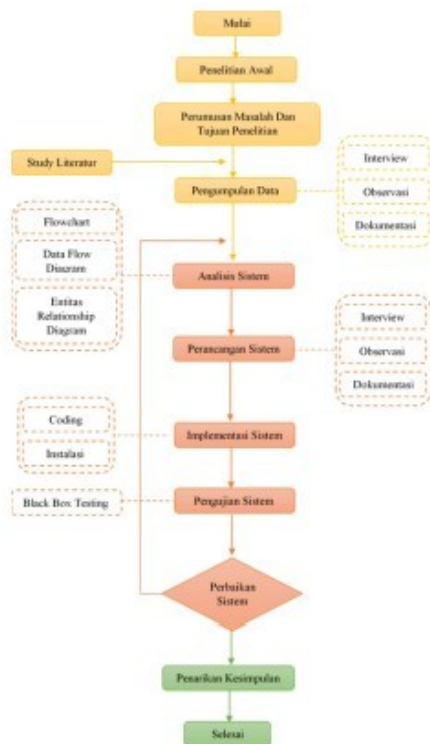 Mulai
Penelitian Awal
Perumusan Masalah Dan
Tujuan Penelitian
Study Literatur
Pengumpulan Data
Interview
Observasi
Dokumentasi
Flowchart
Data Flow
Diagram
Entitas
Relationship
Diagram
Analisis Sistem
Perancangan Sistem
Interview
Observasi
Dokumentasi
Coding
Instalasi
Implementasi Sistem
Black Box Testing
Pengujian Sistem
Perbaikan
Sistem
Penarikan Kesimpulan
Selesai